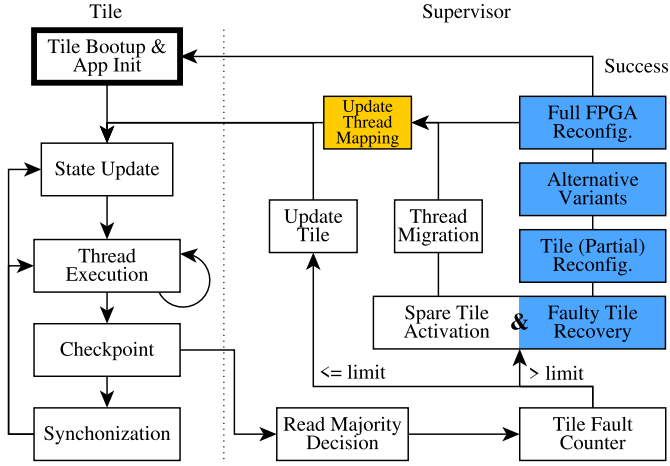 Tile
Supervisor
Tile Bootup &
App Init
Success
Update
Thread
Mapping
Full FPGA
Reconfig.
State Update
Alternative
Variants
Update
Tile
Thread
Migration
Tile (Partial)
Reconfig.
Thread
Execution
Spare Tile
Activation
&
Faulty Tile
Recovery
Checkpoint
<= limit
> limit
Synchonization
Read Majority
Decision
Tile Fault
Counter